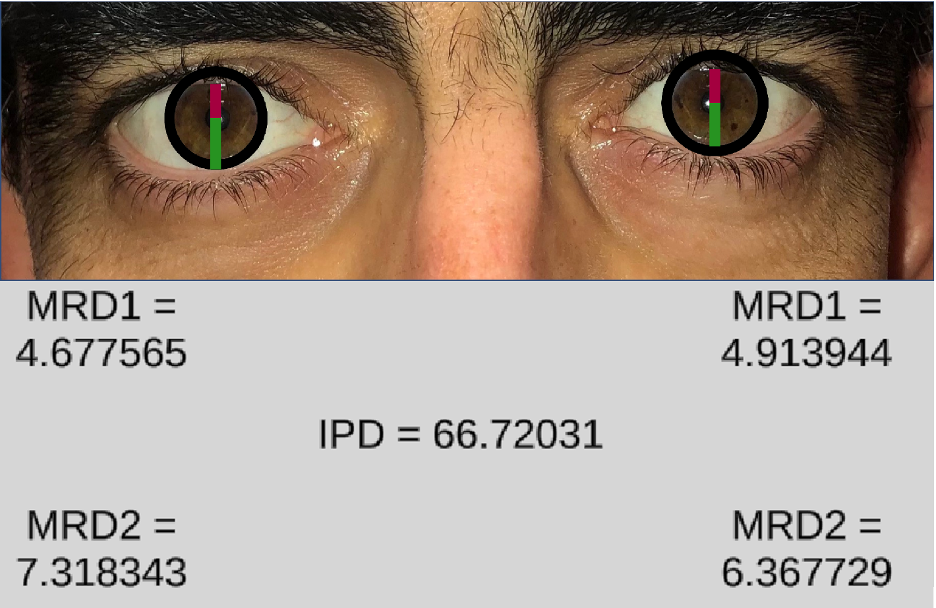 MRD1 =
4.677565
MRD1 =
4.913944
IPD = 66.72031
MRD2 =
7.318343
MRD2 =
6.367729